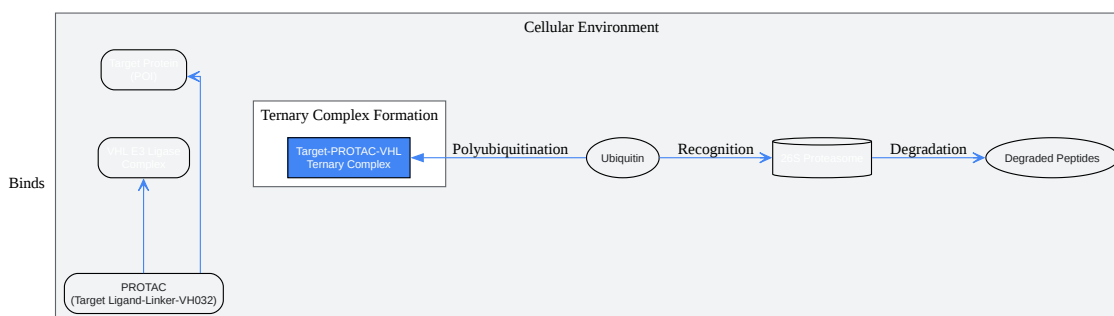 Cellular Environment
Target Protein
(POI)
Ternary Complex Formation
VHL E3 Ligase
Complex
Target-PROTAC-VHL
Ternary Complex
Polyubiquitination
Ubiquitin
Recognition
26S Proteasome
Degradation
Degraded Peptides
Binds
PROTAC
(Target Ligand-Linker-VH032)